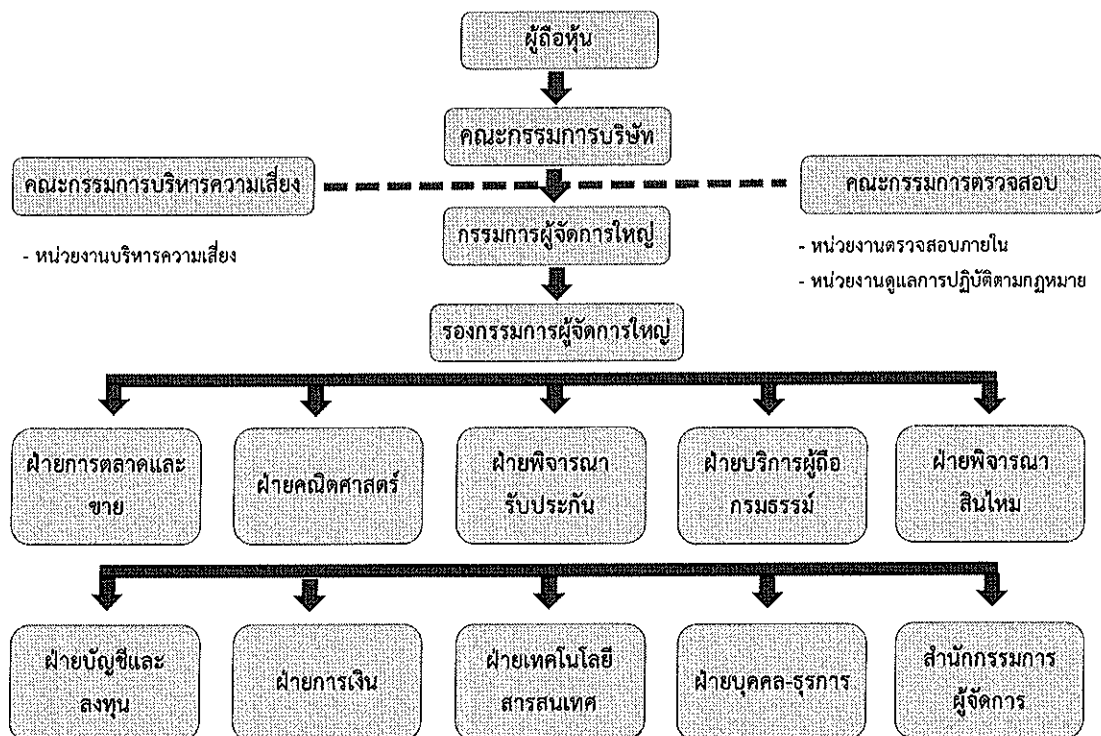 ผู้ถือหุ้น
คณะกรรมการบริษัท
คณะกรรมการบริหารความเสี่ยง
คณะกรรมการตรวจสอบ
- หน่วยงานบริหารความเสี่ยง
กรรมการผู้จัดการใหญ่
- หน่วยงานตรวจสอบภายใน
- หน่วยงานดูแลการปฏิบัติตามกฎหมาย
รองกรรมการผู้จัดการใหญ่
ฝ่ายการตลาดและ
ขาย
ฝ่ายคณิตศาสตร์
ฝ่ายพิจารณา
รับประกัน
ฝ่ายบริการผู้ถือ
กรมธรรม์
ฝ่ายพิจารณา
สินไหม
ฝ่ายบัญชีและ
ลงทุน
ฝ่ายการเงิน
ฝ่ายเทคโนโลยี
สารสนเทศ
ฝ่ายบุคคล-ธุรการ
สำนักกรรมการ
ผู้จัดการ